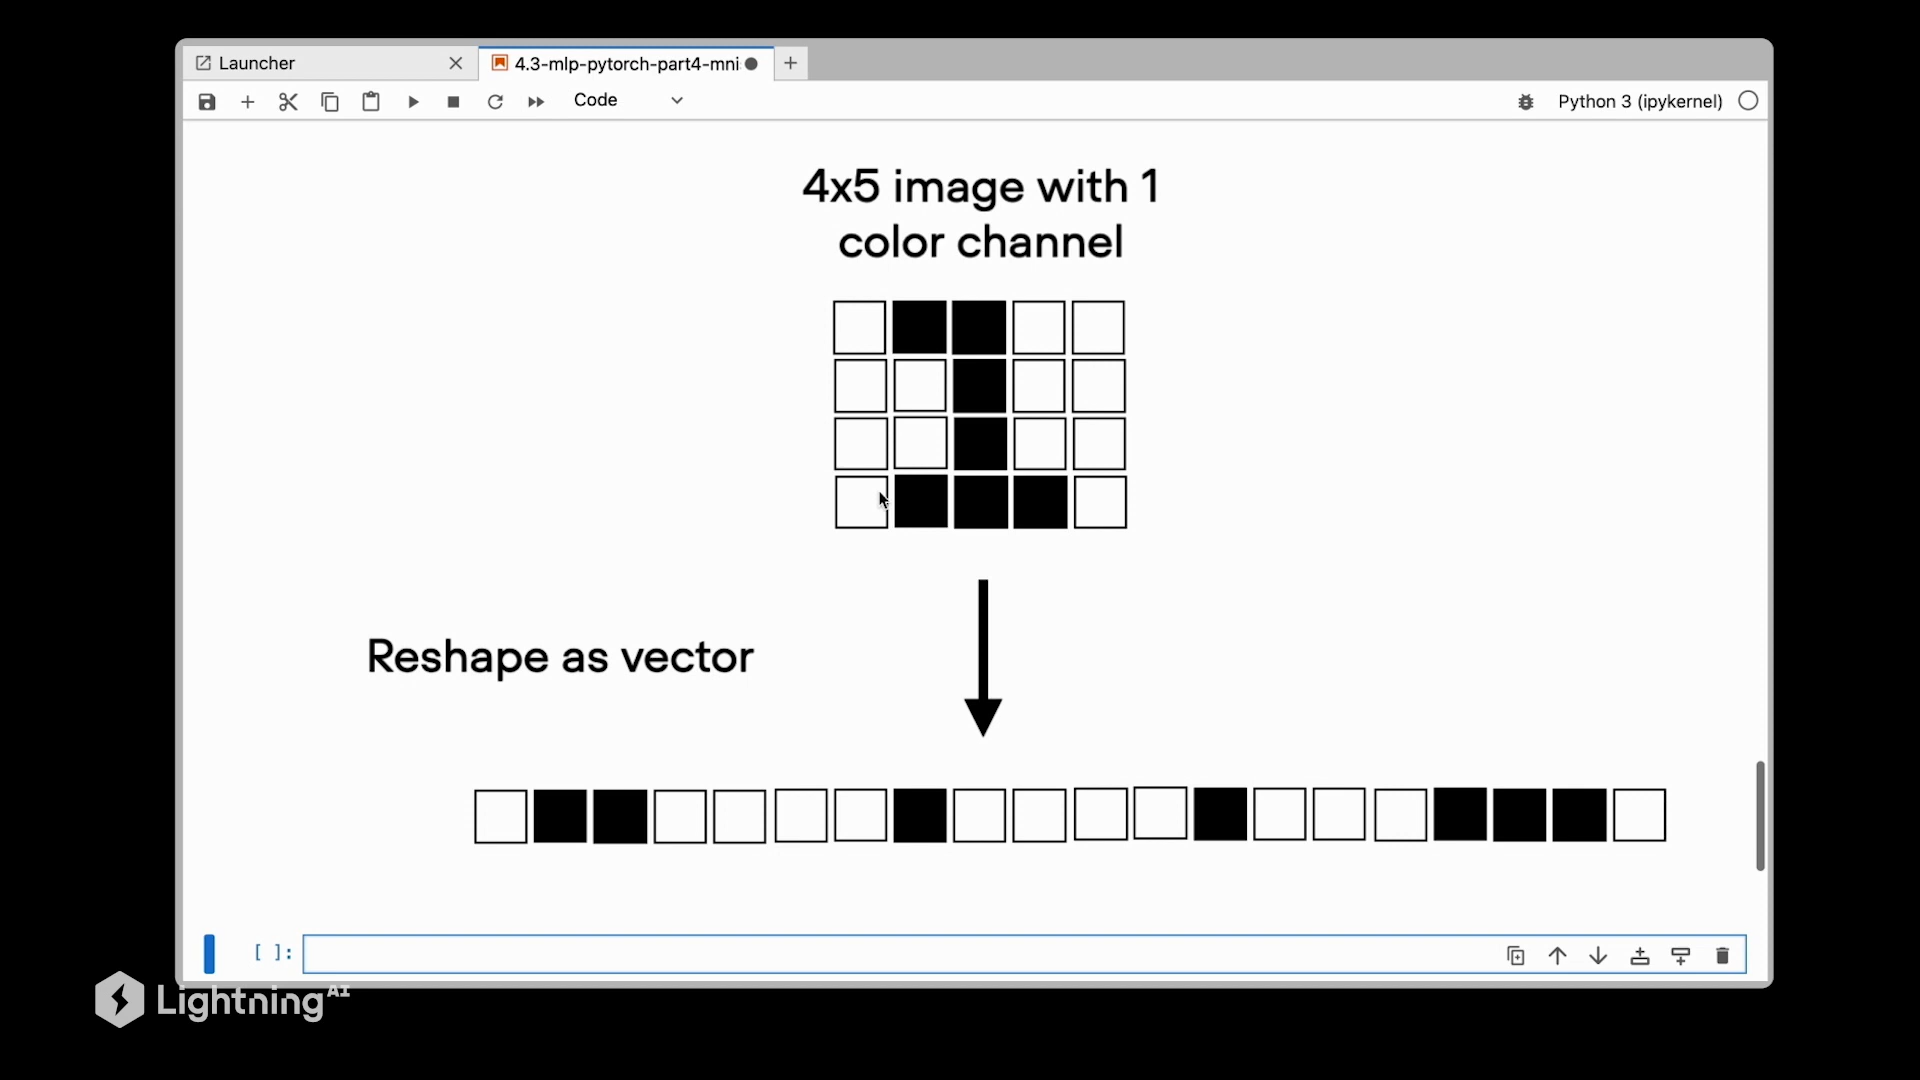 Launcher
4.3-mlp-pytorch-part4-mni
Code
Python 3 (ipykernel)
4x5 image with 1
color channel
Reshape as vector
[ ]:
Lightning AI